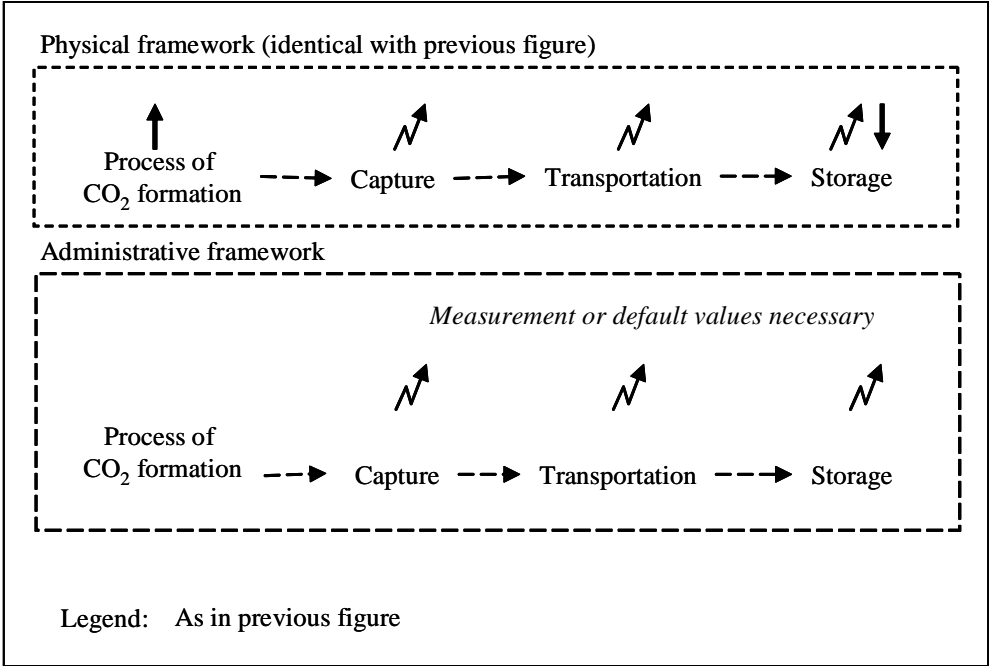 Physical framework (identical with previous figure)
Process of
CO2 formation
Capture
Transportation
Storage
Administrative framework
Measurement or default values necessary
Process of
CO2 formation
Capture
Transportation
Storage
Legend: As in previous figure